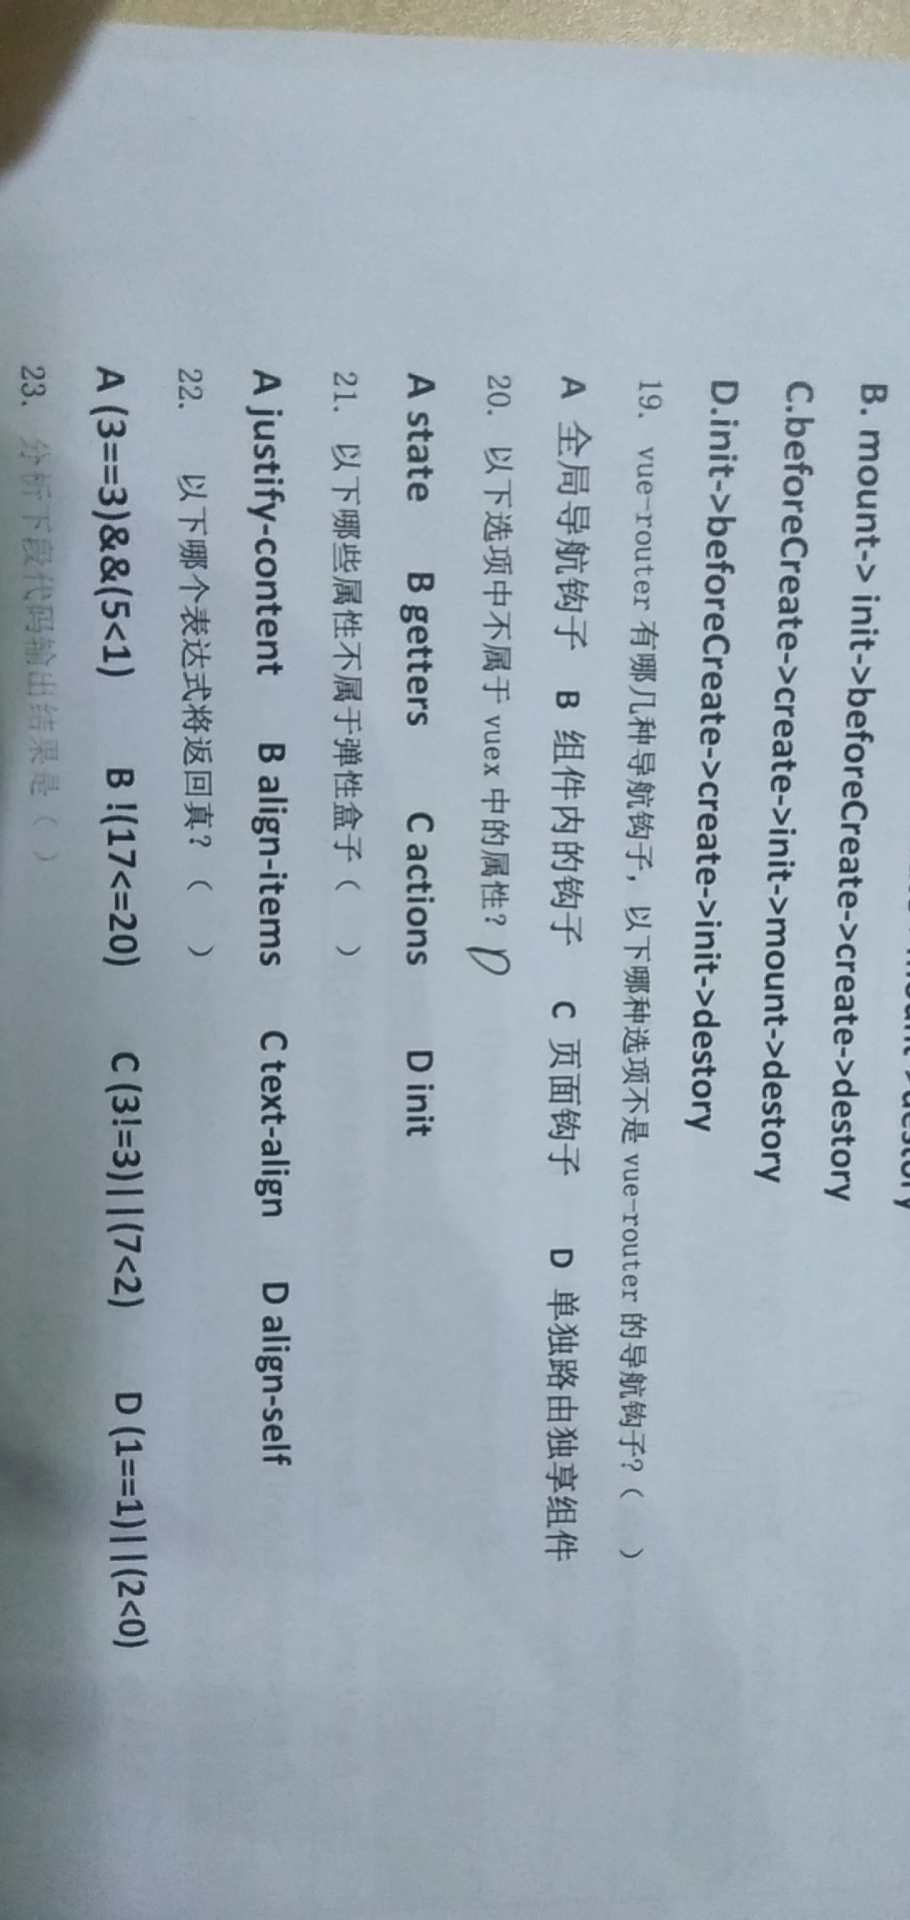 B. mount-> init->beforeCreate->create->destory
C.beforeCreate->create->init->mount->destory
D.init->beforeCreate->create->init->destory
19. vue-router 有哪几种导航钩子，以下哪种选项不是 vue-router 的导航钩子？（ ）
A 全局导航钩子 B 组件内的钩子 C 页面钩子 D 单独路由独享组件
20. 以下选项中不属于 vuex 中的属性？ D
A state B getters C actions D init
21. 以下哪些属性不属于弹性盒子（ ）
A justify-content B align-items C text-align D align-self
22. 以下哪个表达式将返回真？（ ）
A (3==3)&&(5<1) B !(17<=20) C (3!=3)||(7<2) D (1==1)||(2<0)
23. 分析下段代码输出结果是（ ）